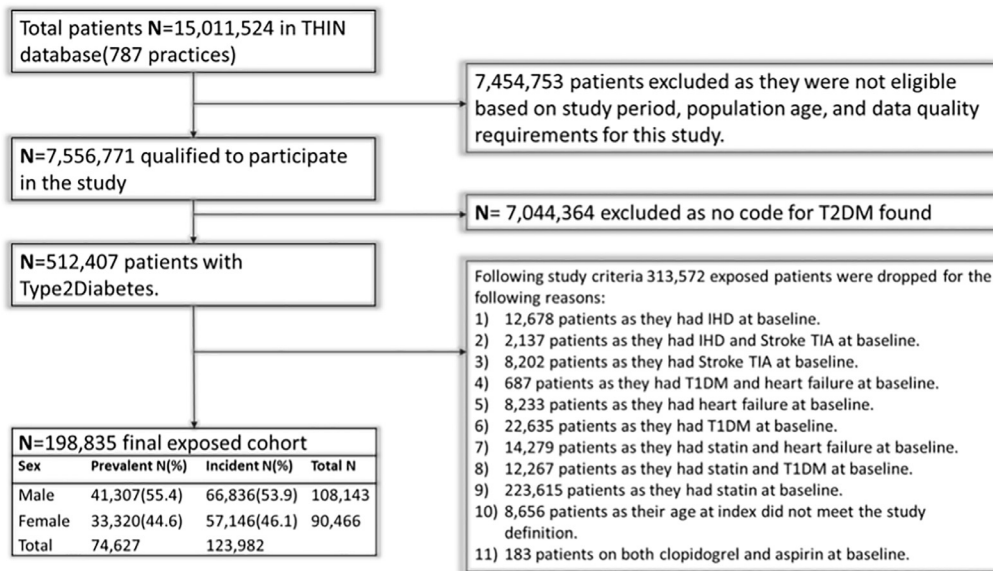 Total patients N=15,011,524 in THIN
database(787 practices)
7,454,753 patients excluded as they were not eligible
based on study period, population age, and data quality
requirements for this study.
N=7,556,771 qualified to participate
in the study
N= 7,044,364 excluded as no code for T2DM found
N=512,407 patients with
Type2Diabetes.
Following study criteria 313,572 exposed patients were dropped for the
following reasons:
1) 12,678 patients as they had IHD at baseline.
2) 2,137 patients as they had IHD and Stroke TIA at baseline.
3) 8,202 patients as they had Stroke TIA at baseline.
4) 687 patients as they had T1DM and heart failure at baseline.
5) 8,233 patients as they had heart failure at baseline.
6) 22,635 patients as they had T1DM at baseline.
7) 14,279 patients as they had statin and heart failure at baseline.
8) 12,267 patients as they had statin and T1DM at baseline.
9) 223,615 patients as they had statin at baseline.
10) 8,656 patients as their age at index did not meet the study
definition.
11) 183 patients on both clopidogrel and aspirin at baseline.
N=198,835 final exposed cohort
Sex Prevalent N(%) Incident N(%) Total N
Male 41,307(55.4) 66,836(53.9) 108,143
Female 33,320(44.6) 57,146(46.1) 90,466
Total 74,627 123,982